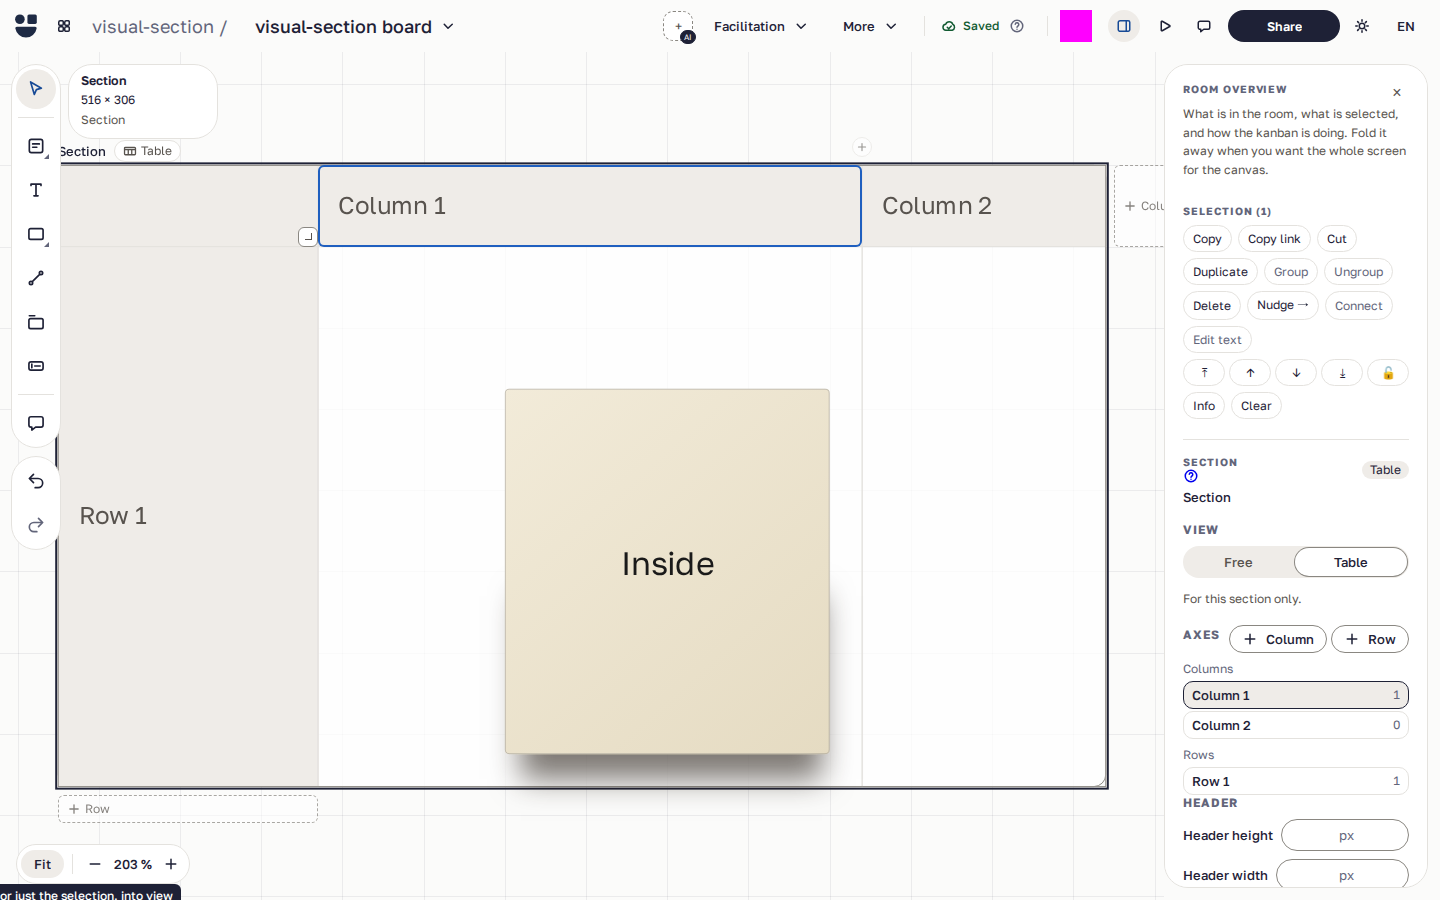 visual-section /
visual-section board
AI
Facilitation
More
Saved
Share
EN
Section
516 × 306
Section
Section
Table
Column 1
Column 2
Row 1
Inside
+ Row
Fit
203 %
or just the selection, into view
ROOM OVERVIEW
What is in the room, what is selected,
and how the kanban is doing. Fold it
away when you want the whole screen
for the canvas.
SELECTION (1)
Copy
Copy link
Cut
Duplicate
Group
Ungroup
Delete
Nudge →
Connect
Edit text
Info
Clear
SECTION
Table
Section
VIEW
Free
Table
For this section only.
AXES
+ Column
+ Row
Columns
Column 1 1
Column 2 0
Rows
Row 1 1
HEADER
Header height px
Header width px